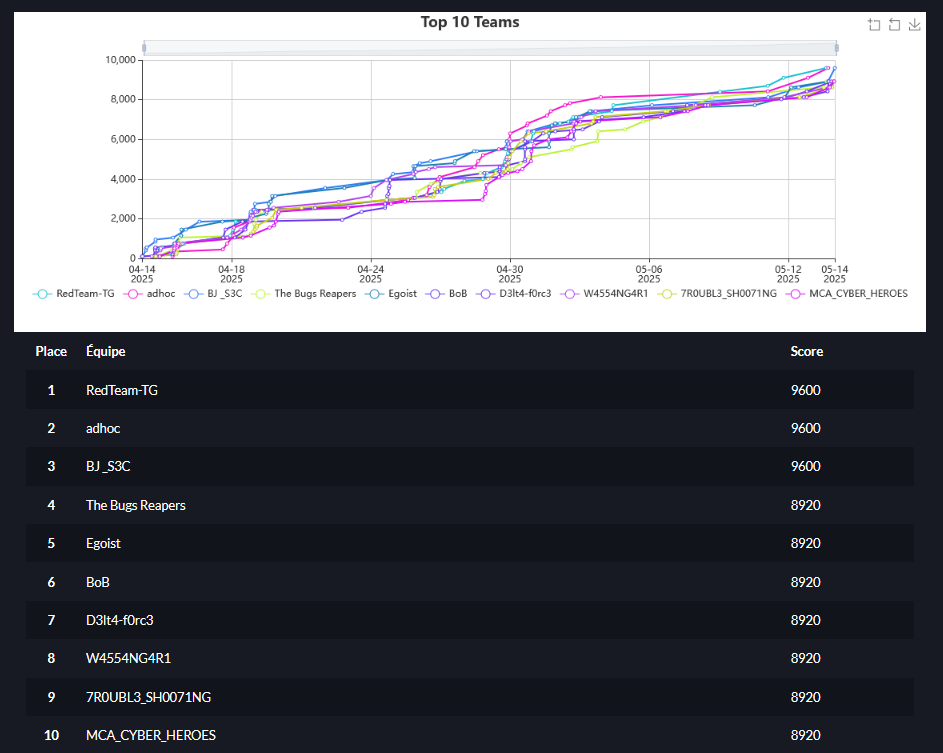 Top 10 Teams
10,000
8,000
6,000
4,000
2,000
0
04-14 04-18 04-24 04-30 05-06 05-12 05-14
2025 2025 2025 2025 2025 2025 2025
RedTeam-TG adhoc BJ _S3C The Bugs Reapers Egoist BoB D3lt4-f0rc3 W4554NG4R1 7R0UBL3_SH0071NG MCA_CYBER_HEROES
Place Équipe Score
1 RedTeam-TG 9600
2 adhoc 9600
3 BJ _S3C 9600
4 The Bugs Reapers 8920
5 Egoist 8920
6 BoB 8920
7 D3lt4-f0rc3 8920
8 W4554NG4R1 8920
9 7R0UBL3_SH0071NG 8920
10 MCA_CYBER_HEROES 8920